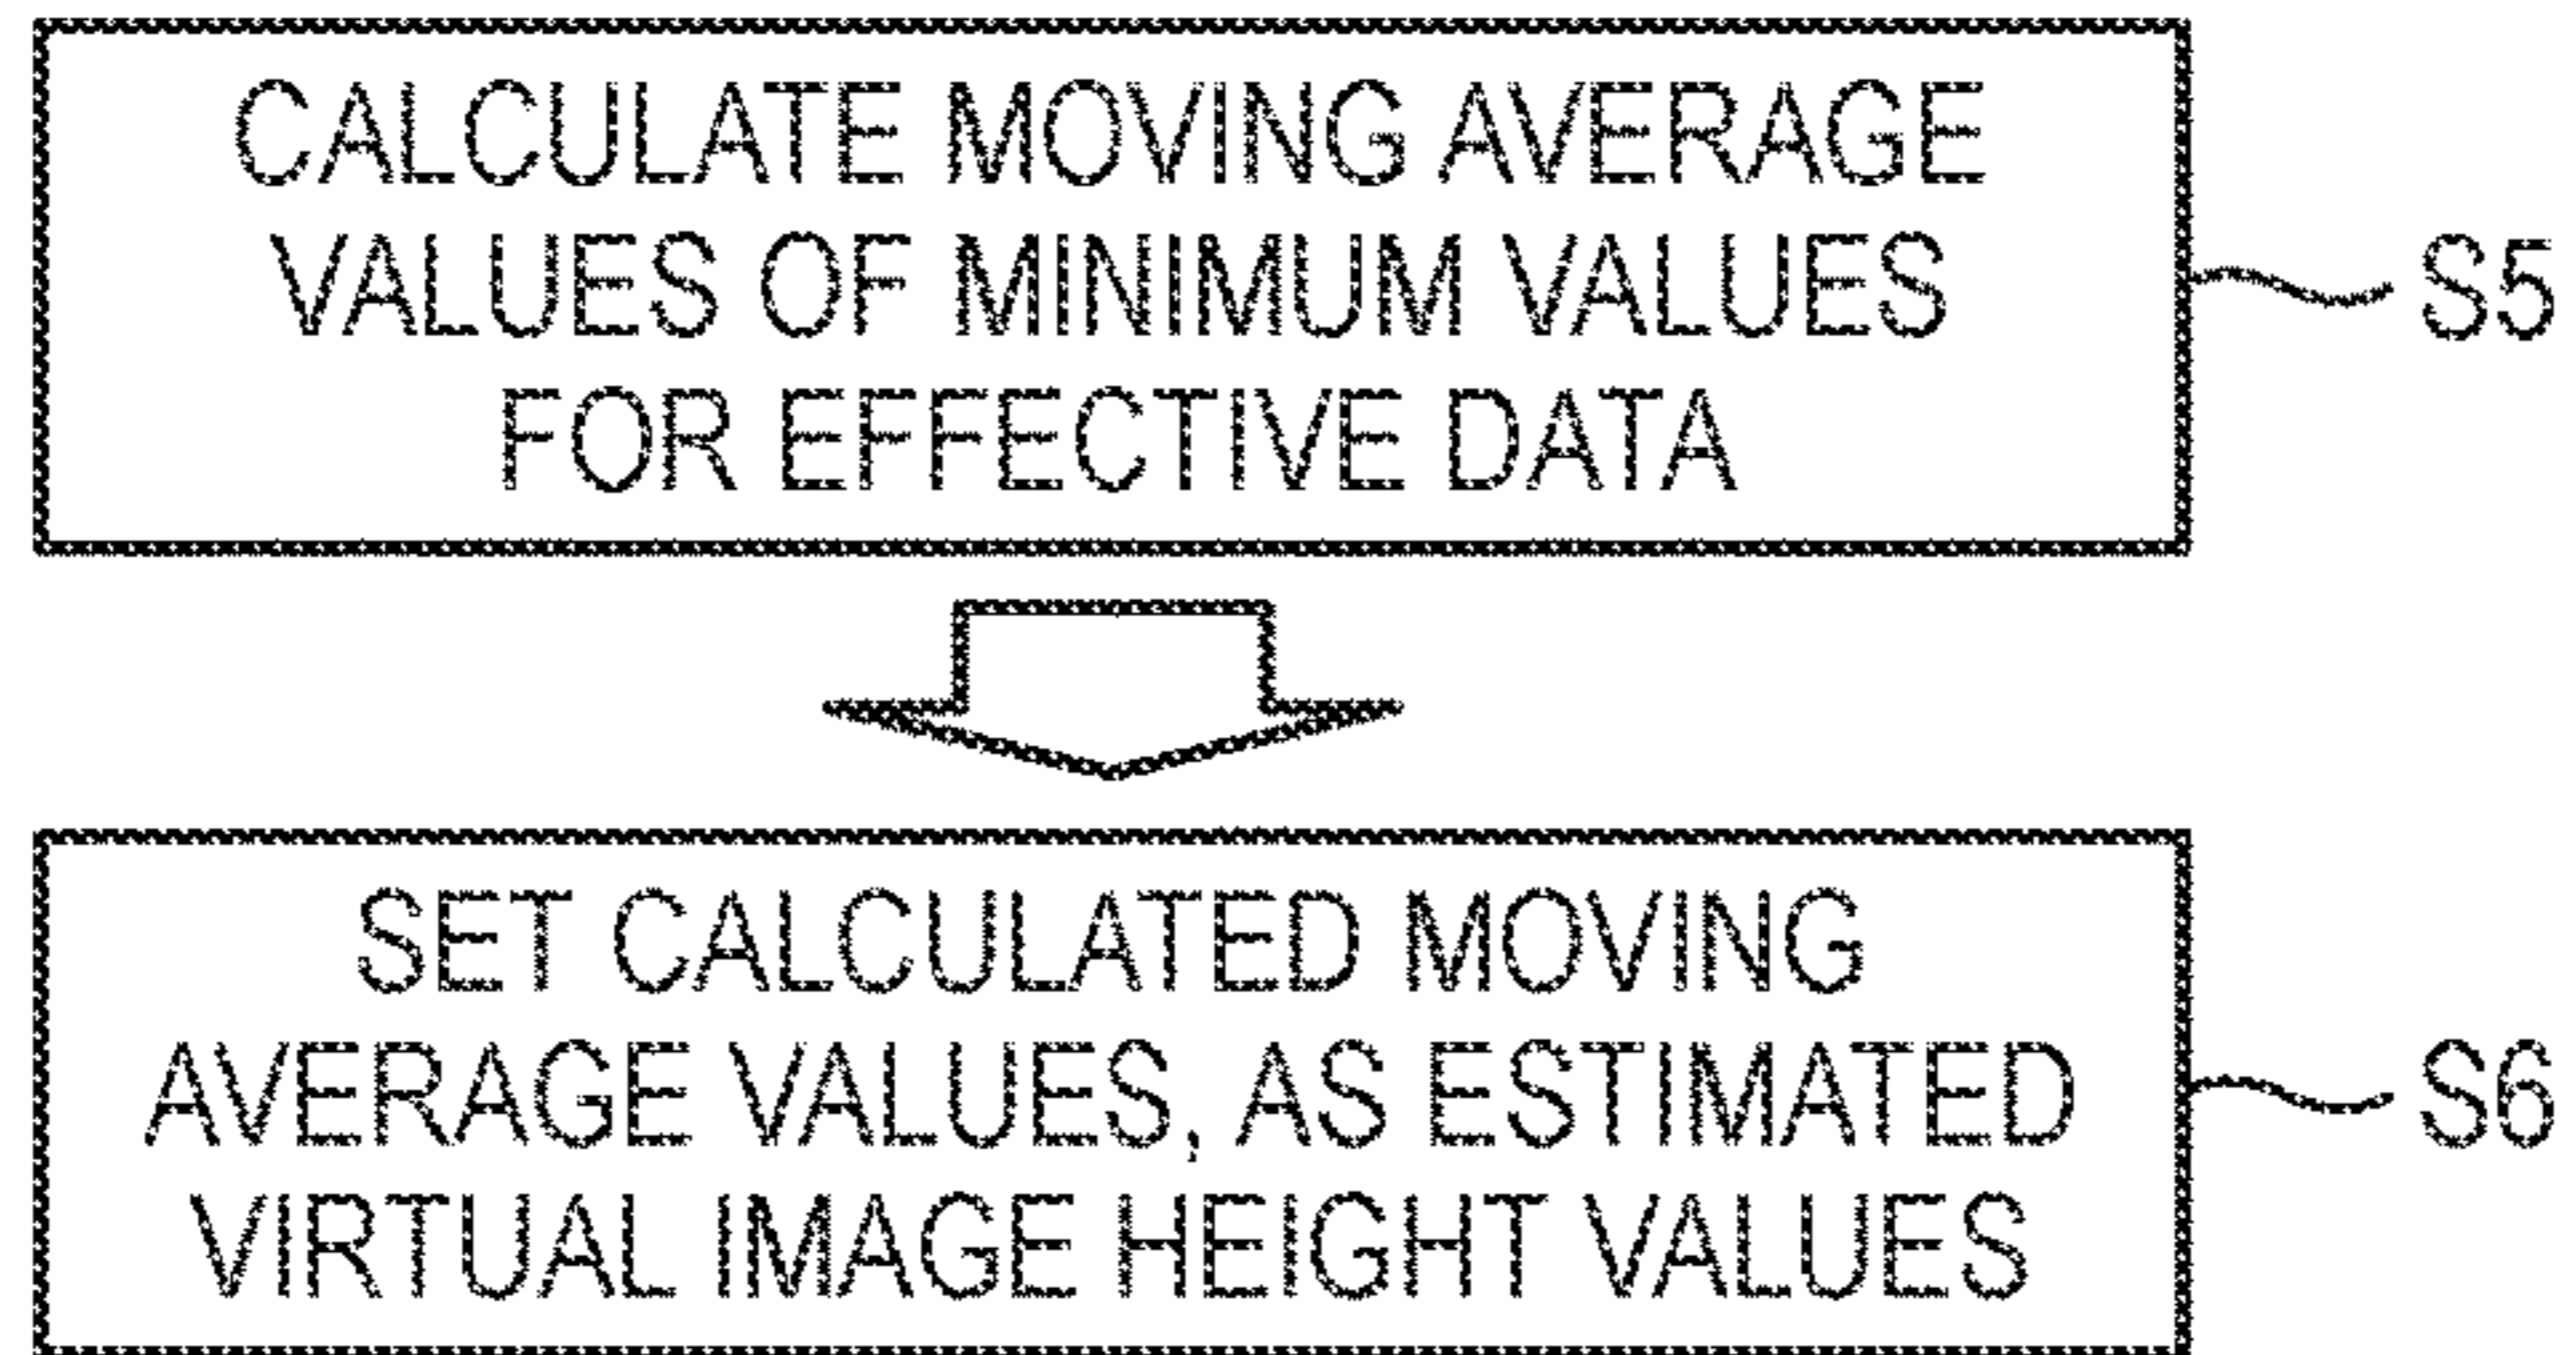 CALCULATE MOVING AVERAGE
VALUES OF MINIMUM VALUES
FOR EFFECTIVE DATA
S5
SET CALCULATED MOVING
AVERAGE VALUES, AS ESTIMATED
VIRTUAL IMAGE HEIGHT VALUES
S6